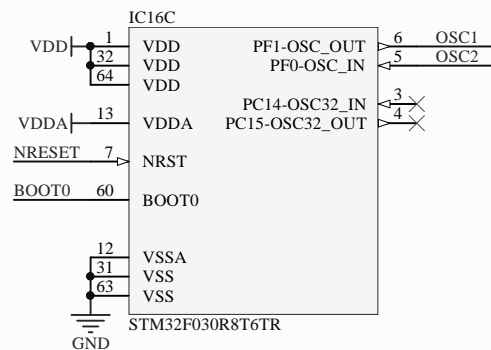 IC16C
VDD 1 VDD PF1-OSC_OUT 6 OSC1
32 VDD PF0-OSC_IN 5 OSC2
64 VDD
PC14-OSC32_IN 3
VDDA 13 VDDA PC15-OSC32_OUT 4
NRESET 7 NRST
BOOT0 60 BOOT0
12 VSSA
31 VSS
63 VSS
GND STM32F030R8T6TR